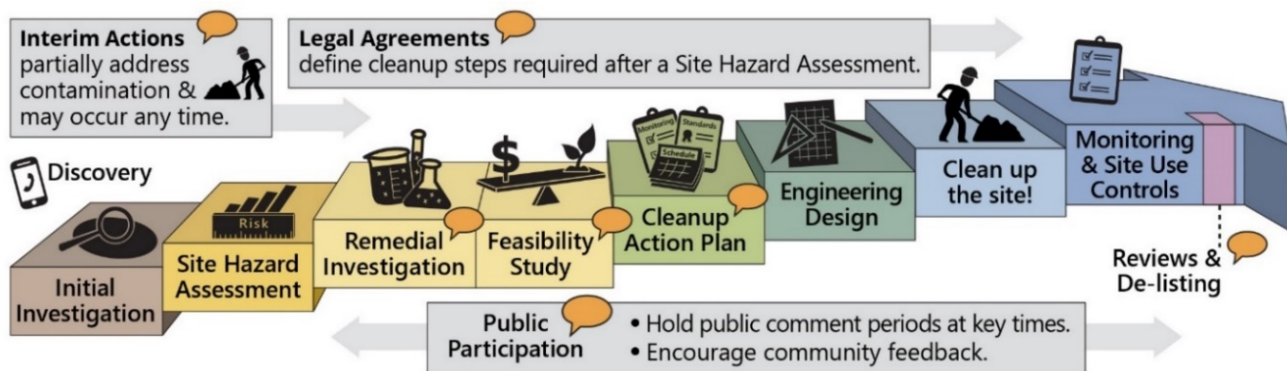 Interim Actions
partially address
contamination &
may occur any time.
Legal Agreements
define cleanup steps required after a Site Hazard Assessment.
Discovery
Initial
Investigation
Risk
Site Hazard
Assessment
Remedial
Investigation
$
Feasibility
Study
Monitoring
Standards
Schedule
Cleanup
Action Plan
Engineering
Design
Clean up
the site!
Monitoring
& Site Use
Controls
Reviews &
De-listing
Public
Participation
• Hold public comment periods at key times.
• Encourage community feedback.